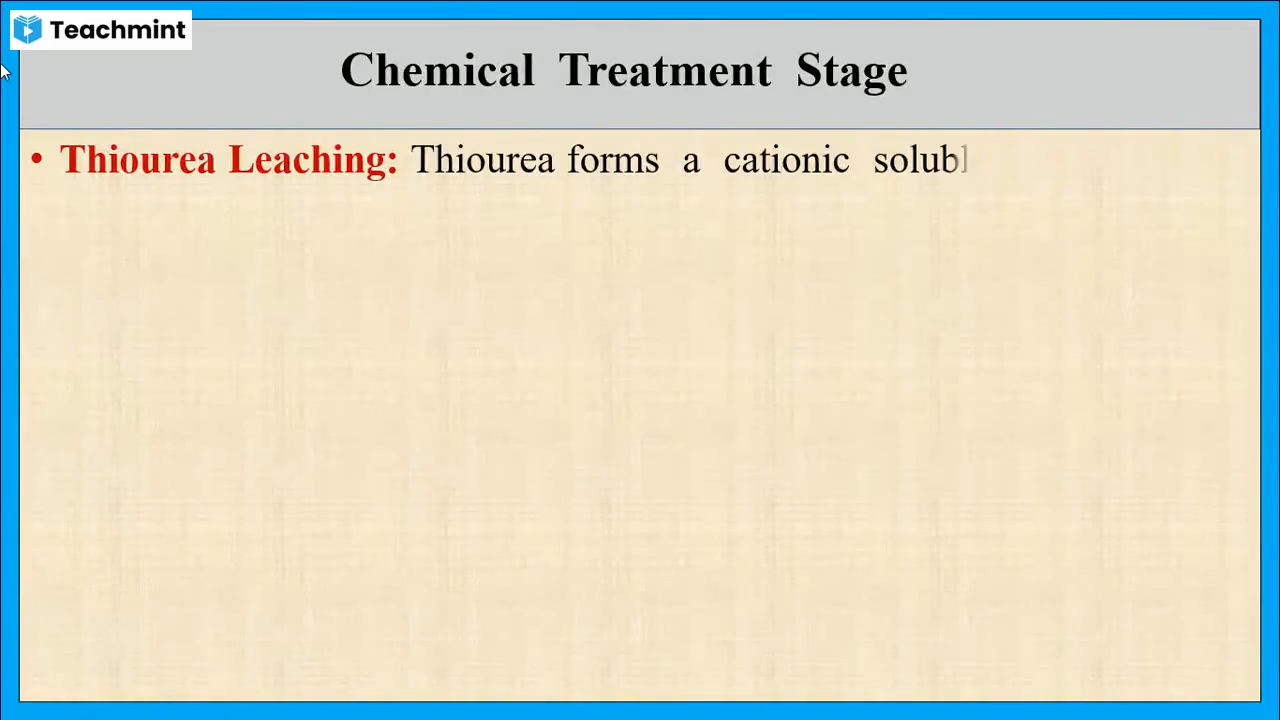 Teachmint
Chemical Treatment Stage
• Thiourea Leaching: Thiourea forms a cationic solubl